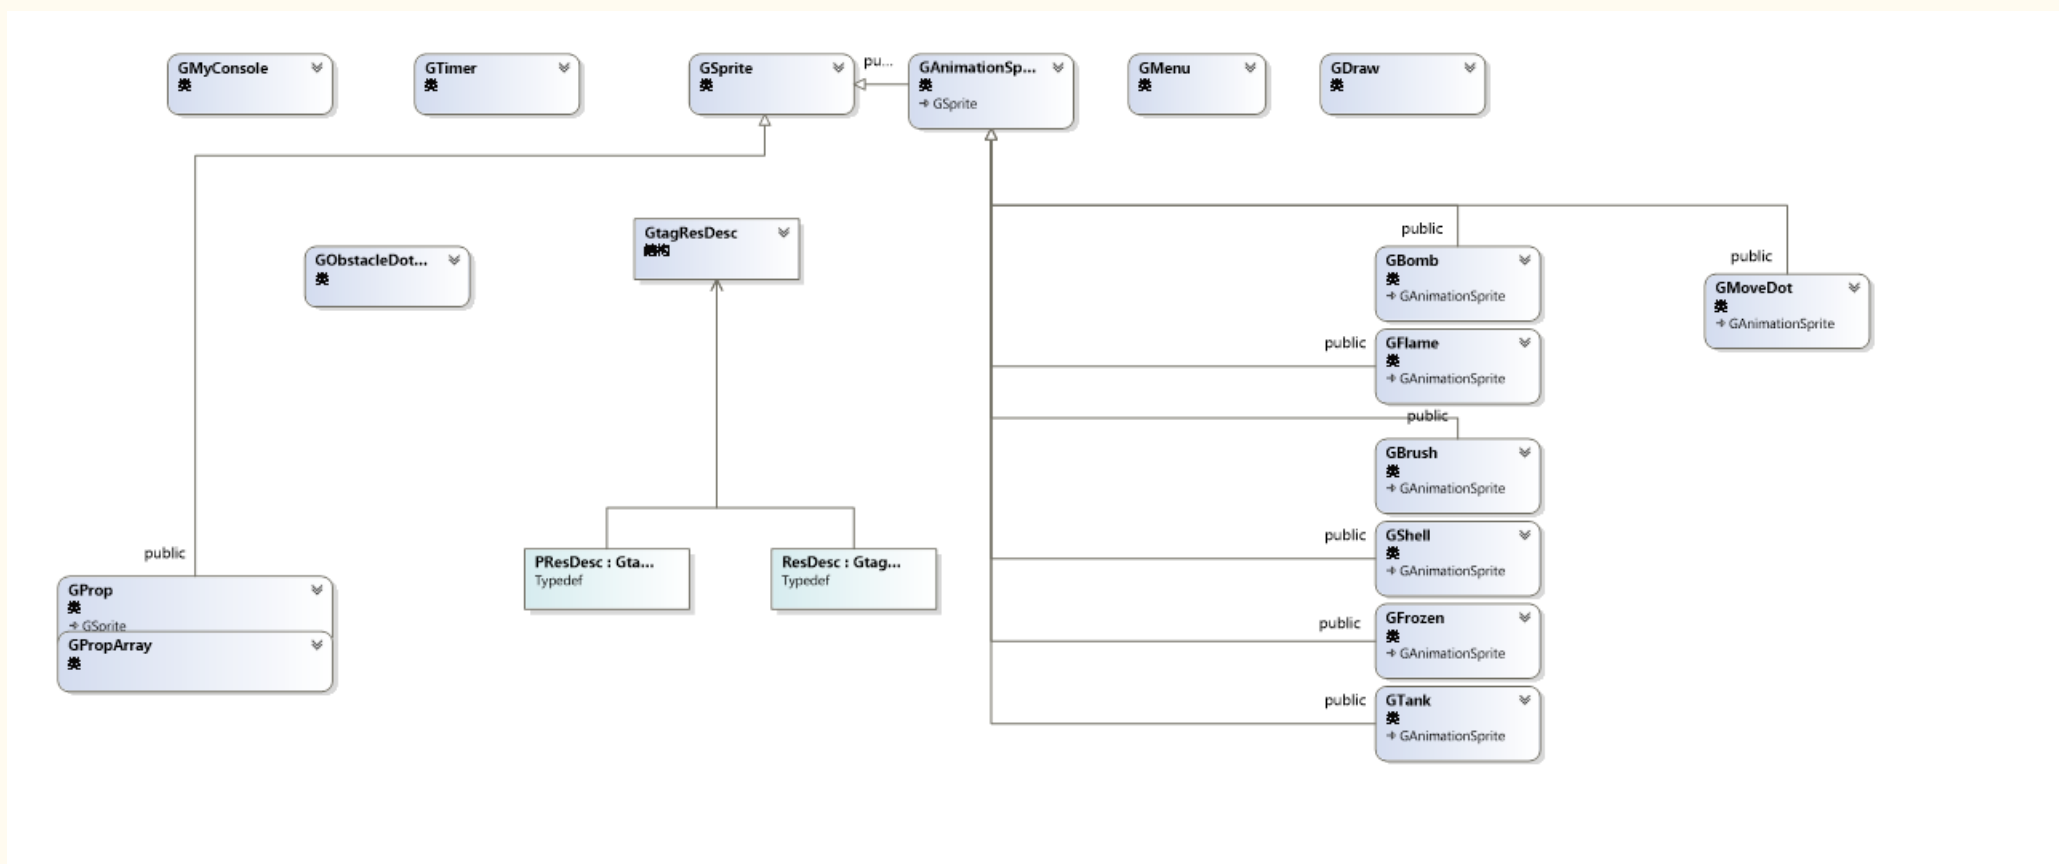 GMyConsole
类
GTimer
类
GSprite
类
pu...
GAnimationSp...
类
GSprite
GMenu
类
GDraw
类
GObstacleDot...
类
GtagResDesc
结构
public
GBomb
类
GAnimationSprite
public
GMoveDot
类
GAnimationSprite
public
GFlame
类
GAnimationSprite
public
GBrush
类
GAnimationSprite
public
GShell
类
GAnimationSprite
public
GProp
类
GSprite
GPropArray
类
PResDesc : Gta...
Typedef
ResDesc : Gtag...
Typedef
public
GFrozen
类
GAnimationSprite
public
GTank
类
GAnimationSprite